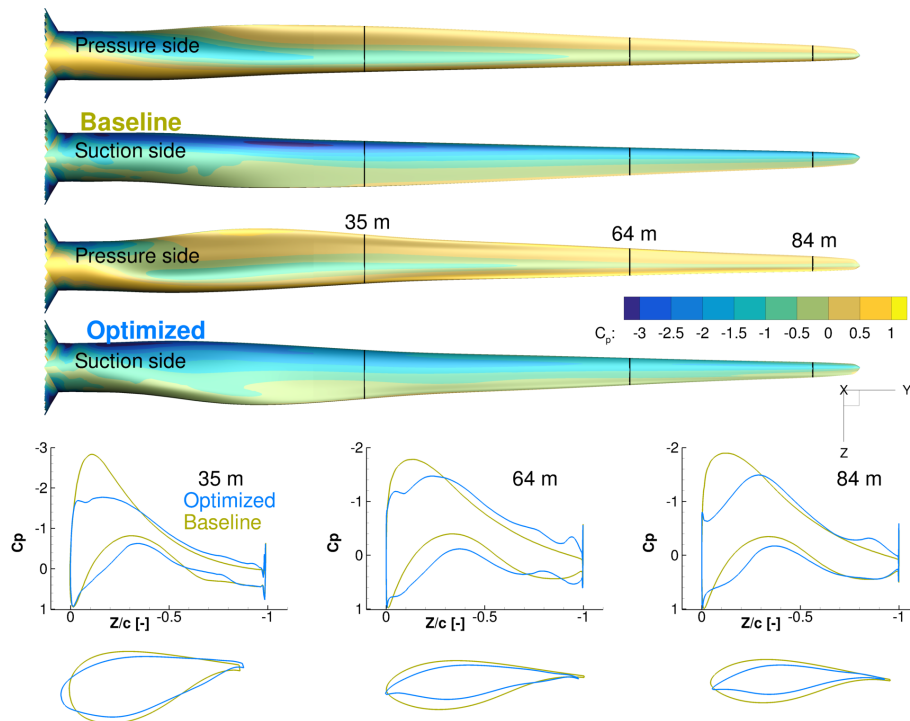 Pressure side
Baseline
Suction side
35 m
64 m
84 m
Pressure side
Optimized
Suction side
Cp: -3 -2.5 -2 -1.5 -1 -0.5 0 0.5 1
X Y
Z
-3
-2
-1
0
1
Cp
35 m
Optimized
Baseline
0 -0.5 -1
Z/c [-]
-2
-1
0
1
Cp
64 m
0 -0.5 -1
Z/c [-]
-2
-1
0
1
Cp
84 m
0 -0.5 -1
Z/c [-]